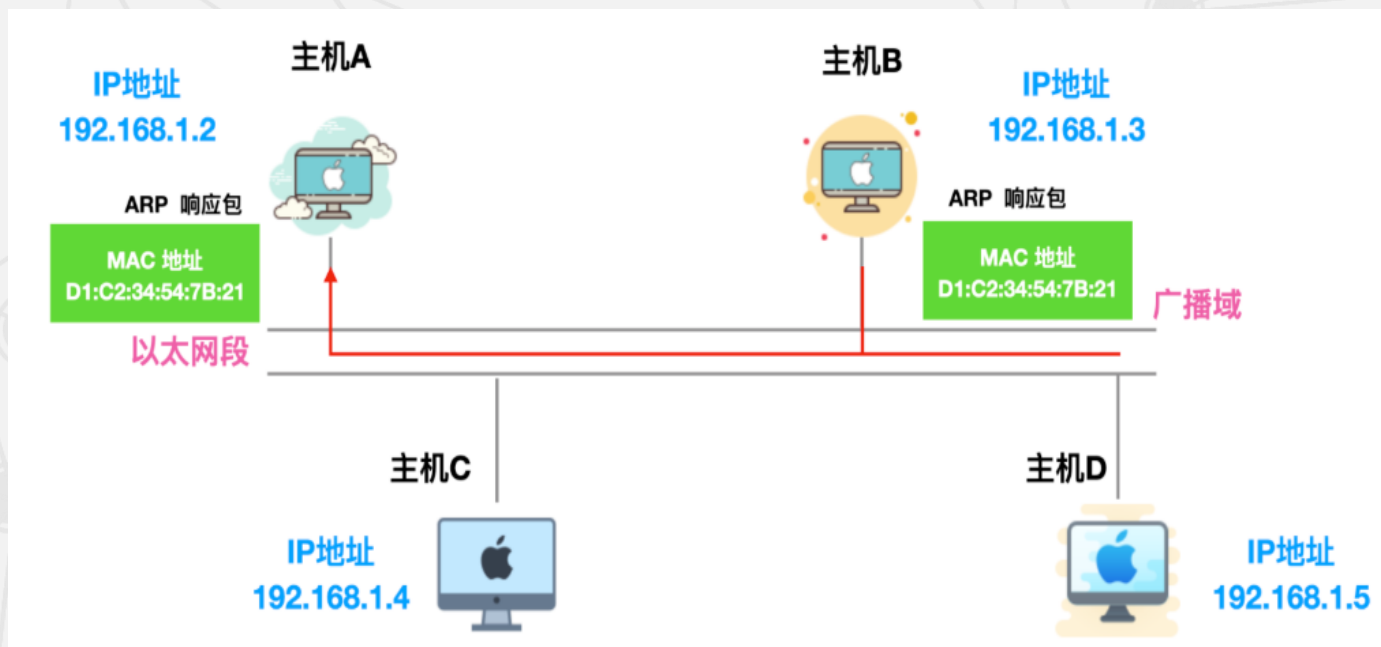 主机A
IP地址
192.168.1.2
ARP 响应包
MAC 地址
D1:C2:34:54:7B:21
以太网段
主机B
IP地址
192.168.1.3
ARP 响应包
MAC 地址
D1:C2:34:54:7B:21
广播域
主机C
IP地址
192.168.1.4
主机D
IP地址
192.168.1.5